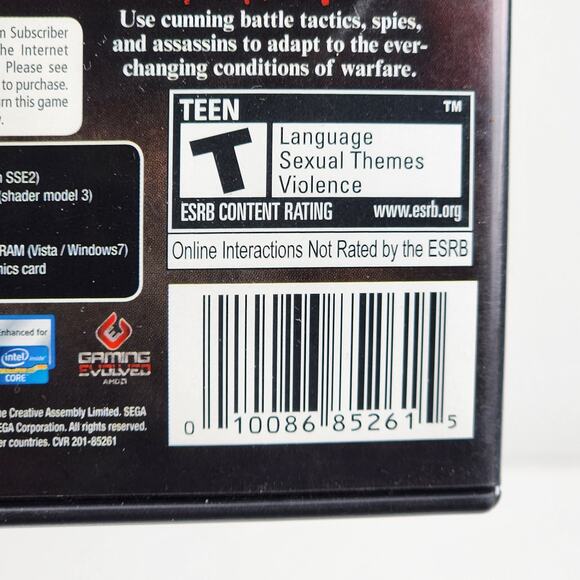 n Subscriber
he Internet
Please see
to purchase.
rn this game
Use cunning battle tactics, spies,
and assassins to adapt to the ever-
changing conditions of warfare.
TEEN
TM
T
Language
Sexual Themes
Violence
ESRB CONTENT RATING www.esrb.org
Online Interactions Not Rated by the ESRB
SSE2)
(shader model 3)
RAM (Vista / Windows7)
nics card
Enhanced for
intel inside
CORE
GAMING
EVOLVED
AMD
e Creative Assembly Limited. SEGA
EGA Corporation. All rights reserved.
er countries. CVR 201-85261
0 10086 85261 5